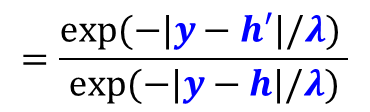 = exp(−|y − h′|/λ) / exp(−|y − h|/λ)